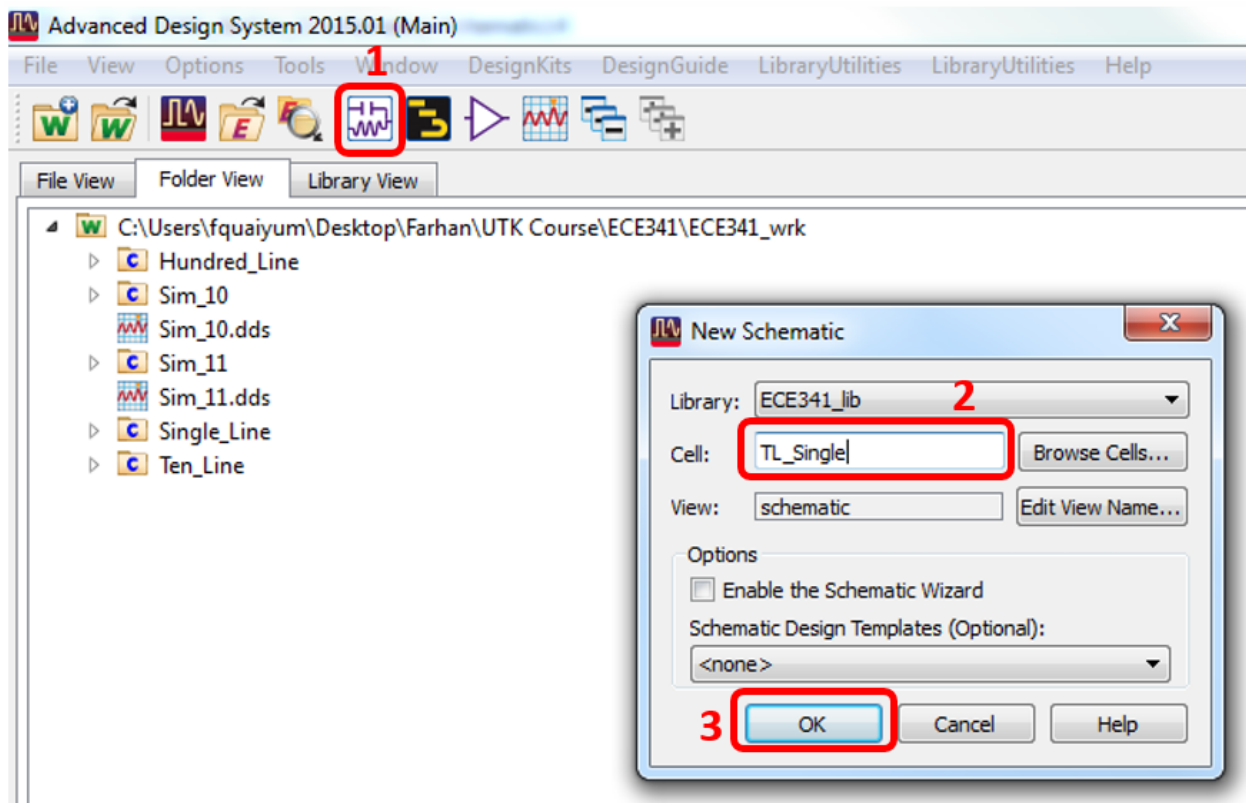 Advanced Design System 2015.01 (Main)
File View Options Tools Window DesignKits DesignGuide LibraryUtilities LibraryUtilities Help
1
File View Folder View Library View
C:\Users\fquaiyum\Desktop\Farhan\UTK Course\ECE341\ECE341_wrk
Hundred_Line
Sim_10
Sim_10.dds
Sim_11
Sim_11.dds
Single_Line
Ten_Line
New Schematic
Library: ECE341_lib 2
Cell: TL_Single Browse Cells...
View: schematic Edit View Name...
Options
Enable the Schematic Wizard
Schematic Design Templates (Optional):
<none>
3 OK Cancel Help